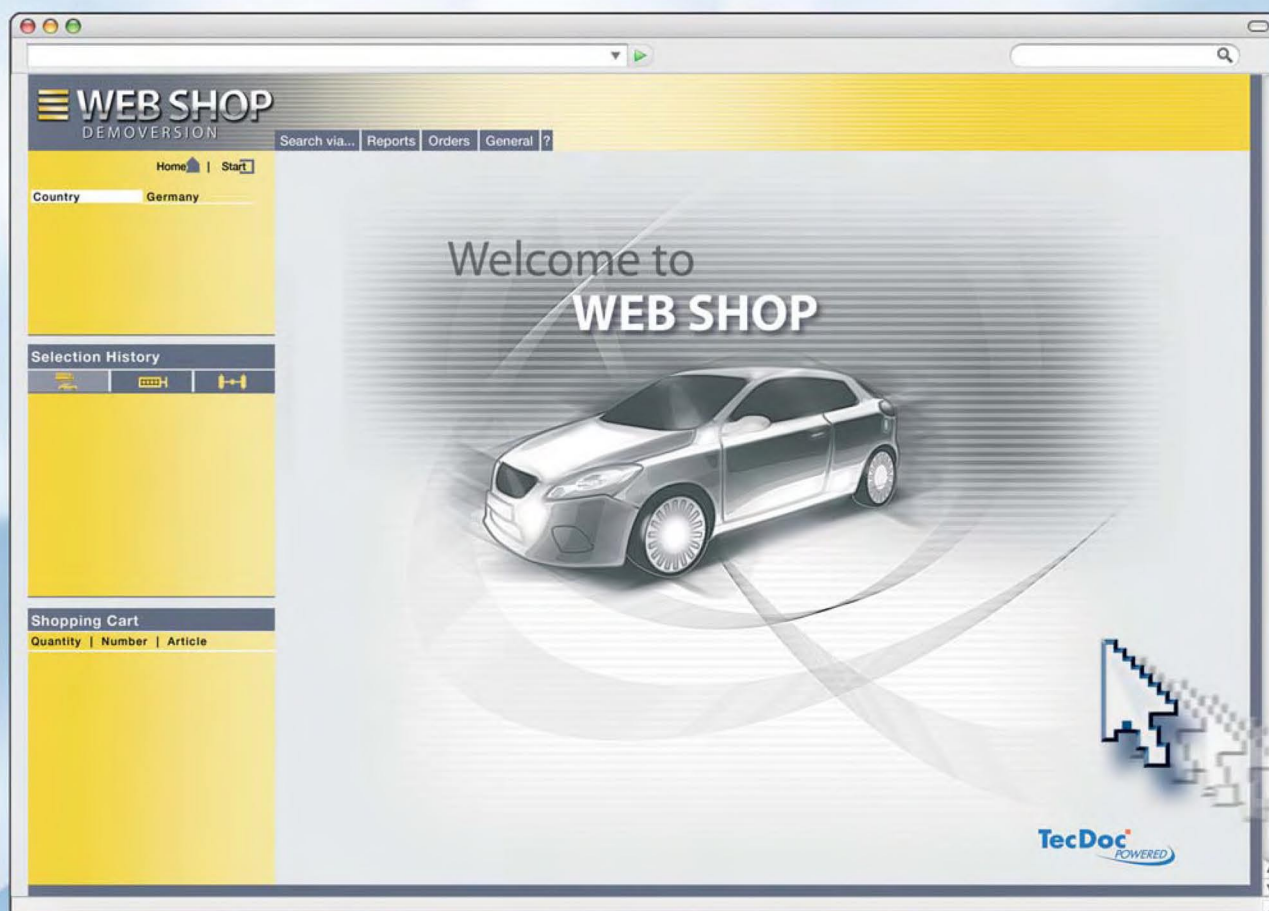 WEB SHOP
DEMOVERSION
Search via... Reports Orders General ?
Home | Start
Country Germany
Welcome to
WEB SHOP
Selection History
Shopping Cart
Quantity | Number | Article
TecDoc
POWERED